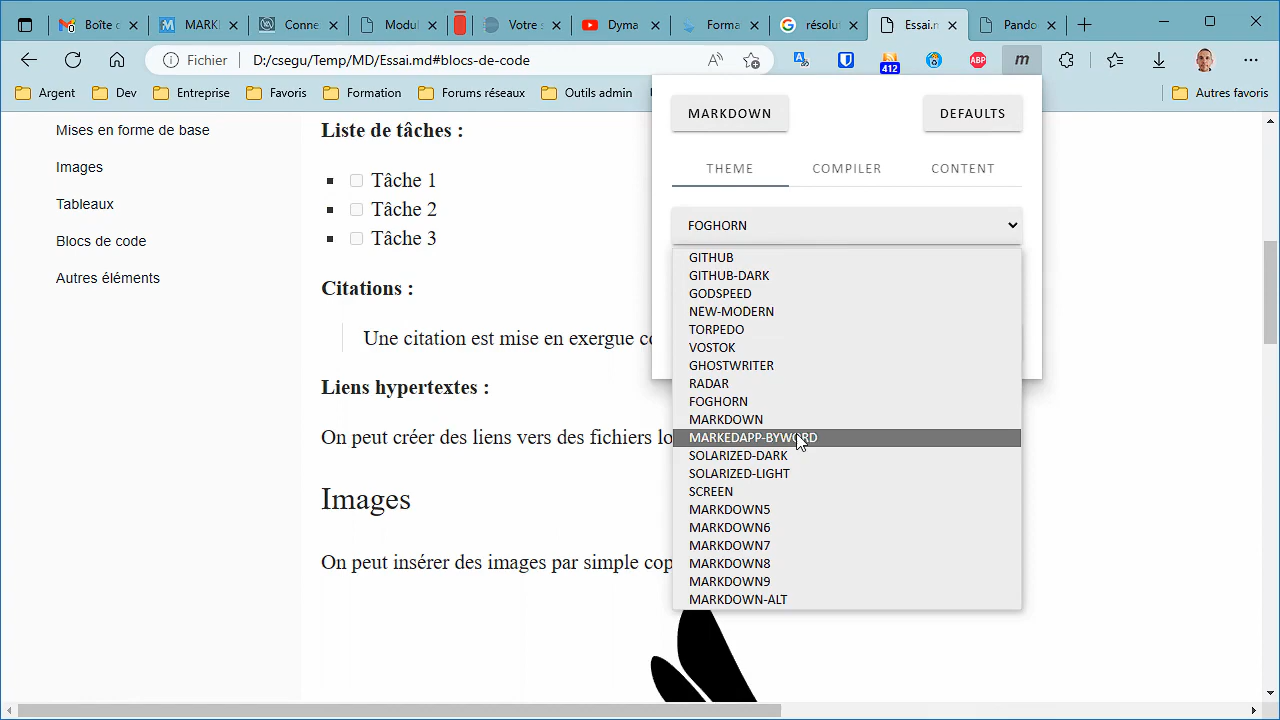 Boîte c
MARKI
Conne
Modul
Votre s
Dyma
Forma
résolut
Essai.n
Pando
Fichier
D:/csegu/Temp/MD/Essai.md#blocs-de-code
412
ABP
m
Argent
Dev
Entreprise
Favoris
Formation
Forums réseaux
Outils admin
Autres favoris
Mises en forme de base
Images
Tableaux
Blocs de code
Autres éléments
Liste de tâches :
Tâche 1
Tâche 2
Tâche 3
Citations :
Une citation est mise en exergue co
Liens hypertextes :
On peut créer des liens vers des fichiers lo
Images
On peut insérer des images par simple cop
MARKDOWN
DEFAULTS
THEME
COMPILER
CONTENT
FOGHORN
GITHUB
GITHUB-DARK
GODSPEED
NEW-MODERN
TORPEDO
VOSTOK
GHOSTWRITER
RADAR
FOGHORN
MARKDOWN
MARKEDAPP-BYWORD
SOLARIZED-DARK
SOLARIZED-LIGHT
SCREEN
MARKDOWN5
MARKDOWN6
MARKDOWN7
MARKDOWN8
MARKDOWN9
MARKDOWN-ALT